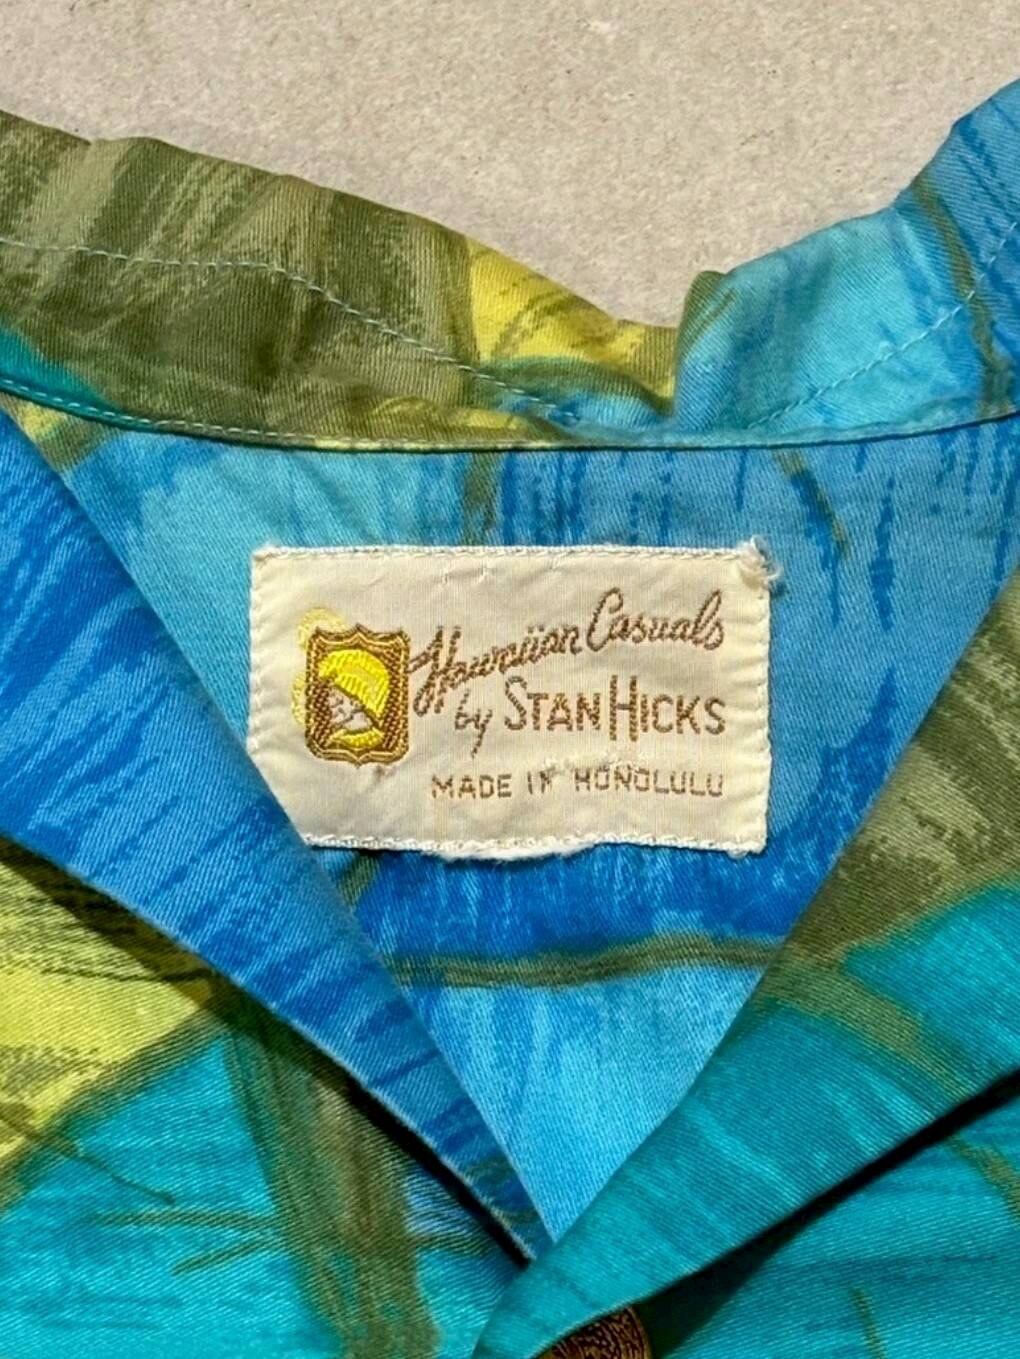 Hawaiian Casuals
by STAN HICKS
MADE IN HONOLULU